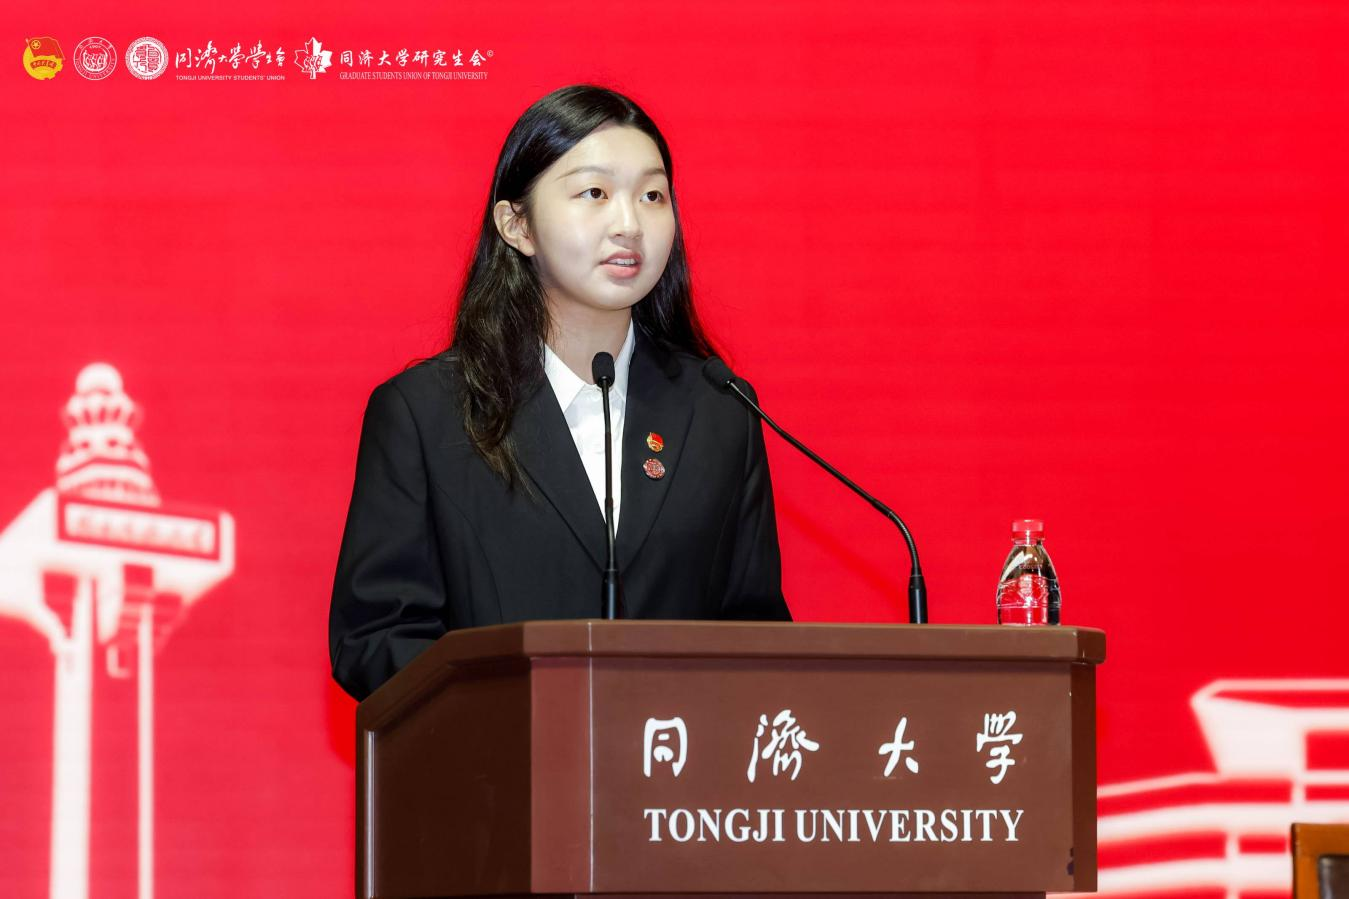 同濟大學學生會
TONGJI UNIVERSITY STUDENTS' UNION
同济大学研究生会
GRADUATE STUDENTS UNION OF TONGJI UNIVERSITY
同濟大學
TONGJI UNIVERSITY